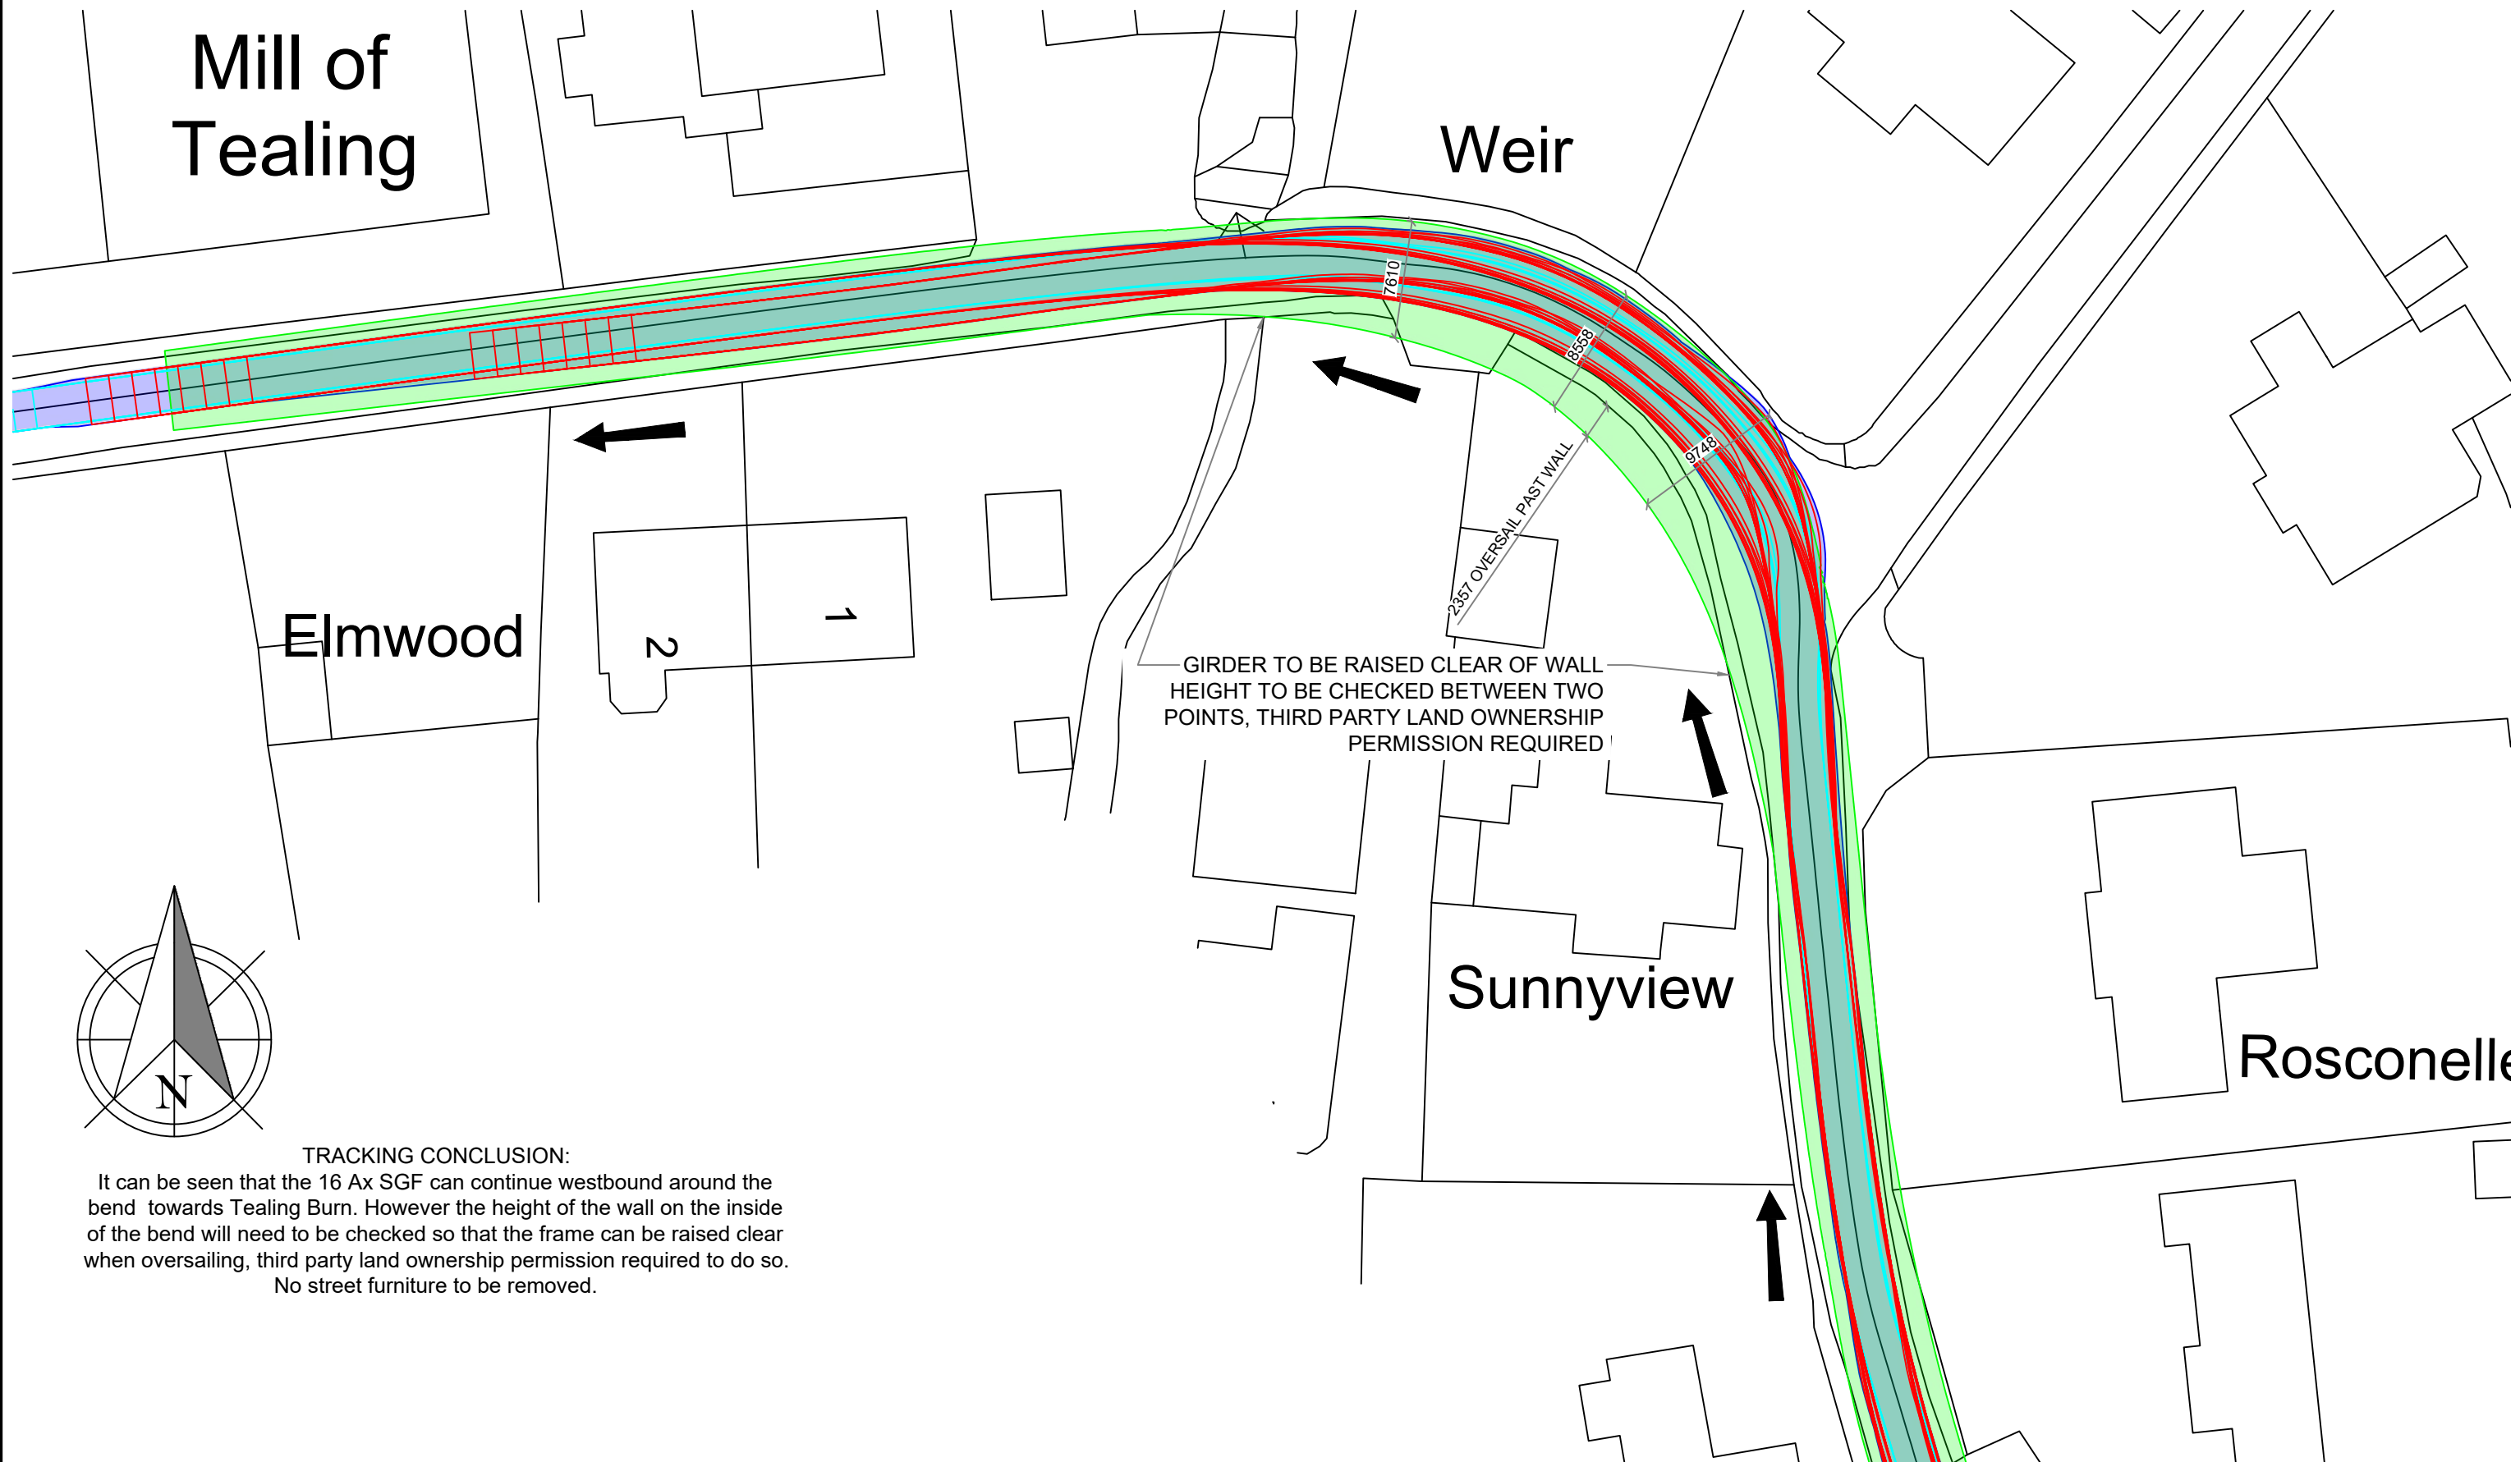 Mill of
Tealing
Weir
7610
8558
9748
2357 OVERSAIL PAST WALL
Elmwood
2
1
GIRDER TO BE RAISED CLEAR OF WALL
HEIGHT TO BE CHECKED BETWEEN TWO
POINTS, THIRD PARTY LAND OWNERSHIP
PERMISSION REQUIRED
Sunnyview
Rosconelle
N
TRACKING CONCLUSION:
It can be seen that the 16 Ax SGF can continue westbound around the
bend towards Tealing Burn. However the height of the wall on the inside
of the bend will need to be checked so that the frame can be raised clear
when oversailing, third party land ownership permission required to do so.
No street furniture to be removed.